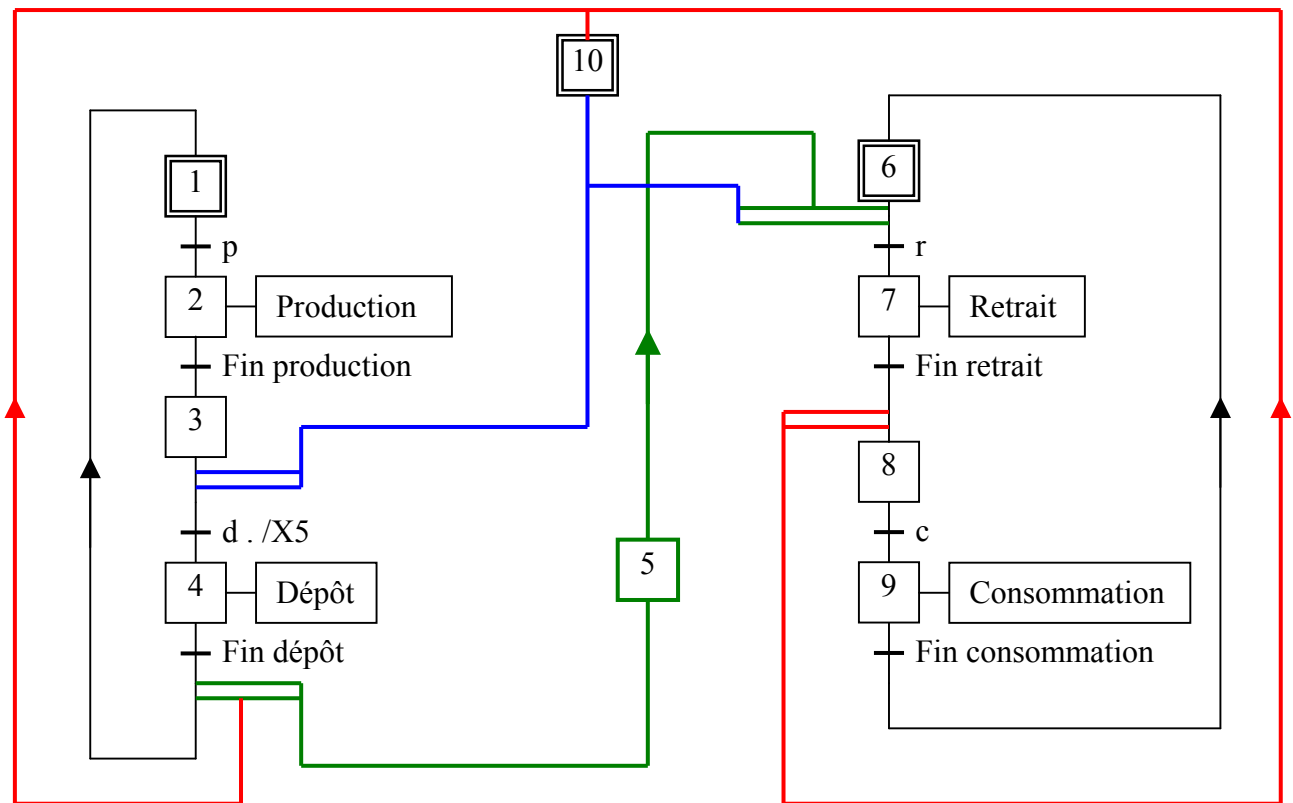 10
1
6
p
r
2
Production
7
Retrait
Fin production
Fin retrait
3
8
d . /X5
c
5
4
Dépôt
9
Consommation
Fin dépôt
Fin consommation